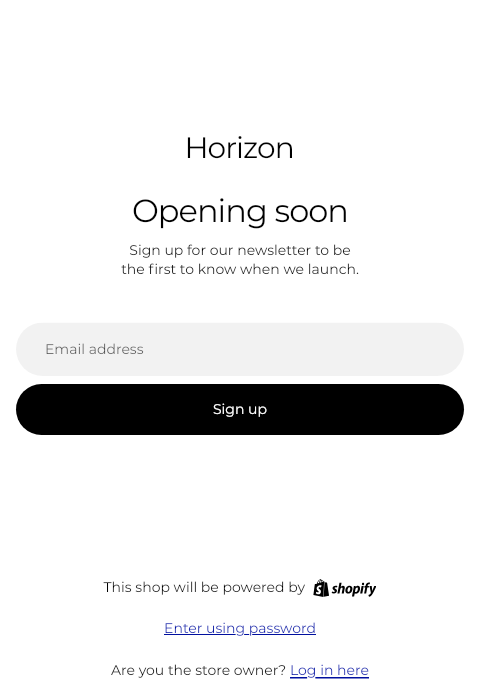 Horizon
Opening soon
Sign up for our newsletter to be
the first to know when we launch.
Email address
Sign up
This shop will be powered by shopify
Enter using password
Are you the store owner? Log in here